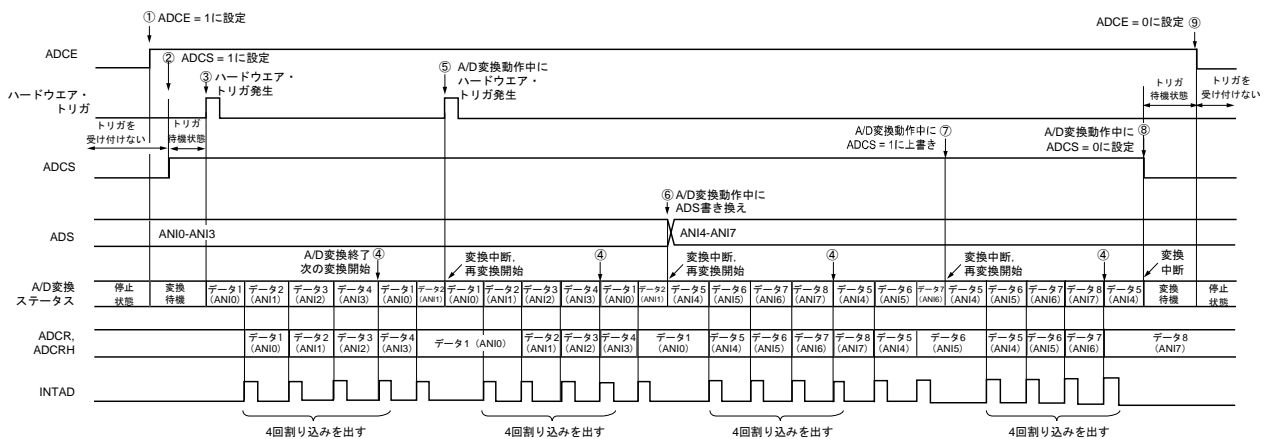 ① ADCE = 1に設定
ADCE = 0に設定 ⑨
ADCE
② ADCS = 1に設定
③ ハードウエア・
トリガ発生
⑤ A/D変換動作中に
ハードウエア・
トリガ発生
ハードウエア・
トリガ
トリガを
受け付けない
トリガ
待機状態
トリガ
待機状態
トリガを
受け付けない
A/D変換動作中に ⑦
ADCS = 1に上書き
A/D変換動作中に ⑧
ADCS = 0に設定
ADCS
⑥ A/D変換動作中に
ADS書き換え
ADS
ANI0-ANI3
ANI4-ANI7
A/D変換終了 ④
次の変換開始
変換中断,
再変換開始
④
変換中断,
再変換開始
④
変換中断,
再変換開始
④
変換
中断
A/D変換
ステータス
停止
状態
変換
待機
データ1
(ANI0)
データ2
(ANI1)
データ3
(ANI2)
データ4
(ANI3)
データ1
(ANI0)
データ2
(ANI1)
データ1
(ANI0)
データ2
(ANI1)
データ3
(ANI2)
データ4
(ANI3)
データ1
(ANI0)
データ2
(ANI1)
データ5
(ANI4)
データ6
(ANI5)
データ7
(ANI6)
データ8
(ANI7)
データ5
(ANI4)
データ6
(ANI5)
データ7
(ANI6)
データ5
(ANI4)
データ6
(ANI5)
データ7
(ANI6)
データ8
(ANI7)
データ5
(ANI4)
変換
待機
停止
状態
ADCR,
ADCRH
データ1
(ANI0)
データ2
(ANI1)
データ3
(ANI2)
データ4
(ANI3)
データ1 (ANI0)
データ2
(ANI1)
データ3
(ANI2)
データ4
(ANI3)
データ1
(ANI0)
データ5
(ANI4)
データ6
(ANI5)
データ7
(ANI6)
データ8
(ANI7)
データ5
(ANI4)
データ6
(ANI5)
データ5
(ANI4)
データ6
(ANI5)
データ7
(ANI6)
データ8
(ANI7)
INTAD
4回割り込みを出す
4回割り込みを出す
4回割り込みを出す
4回割り込みを出す